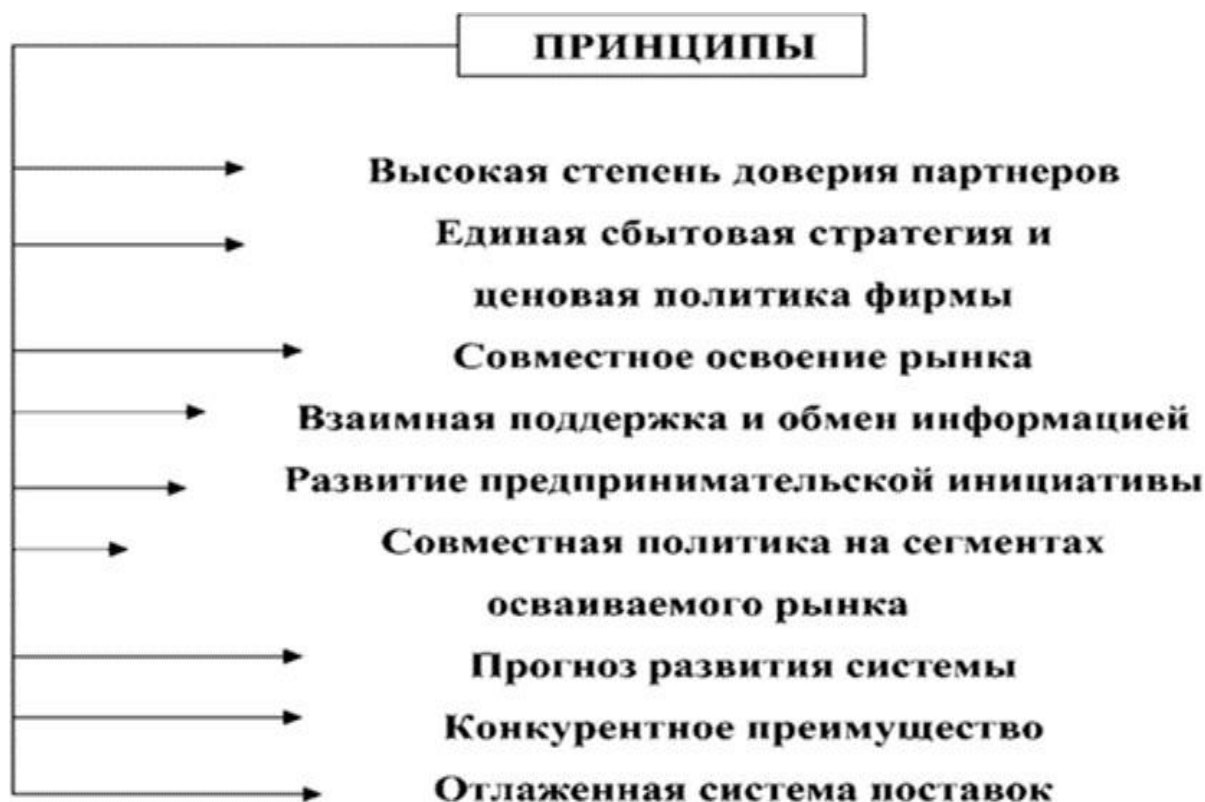 ПРИНЦИПЫ
Высокая степень доверия партнеров
Единая сбытовая стратегия и
ценовая политика фирмы
Совместное освоение рынка
Взаимная поддержка и обмен информацией
Развитие предпринимательской инициативы
Совместная политика на сегментах
осваиваемого рынка
Прогноз развития системы
Конкурентное преимущество
Отлаженная система поставок